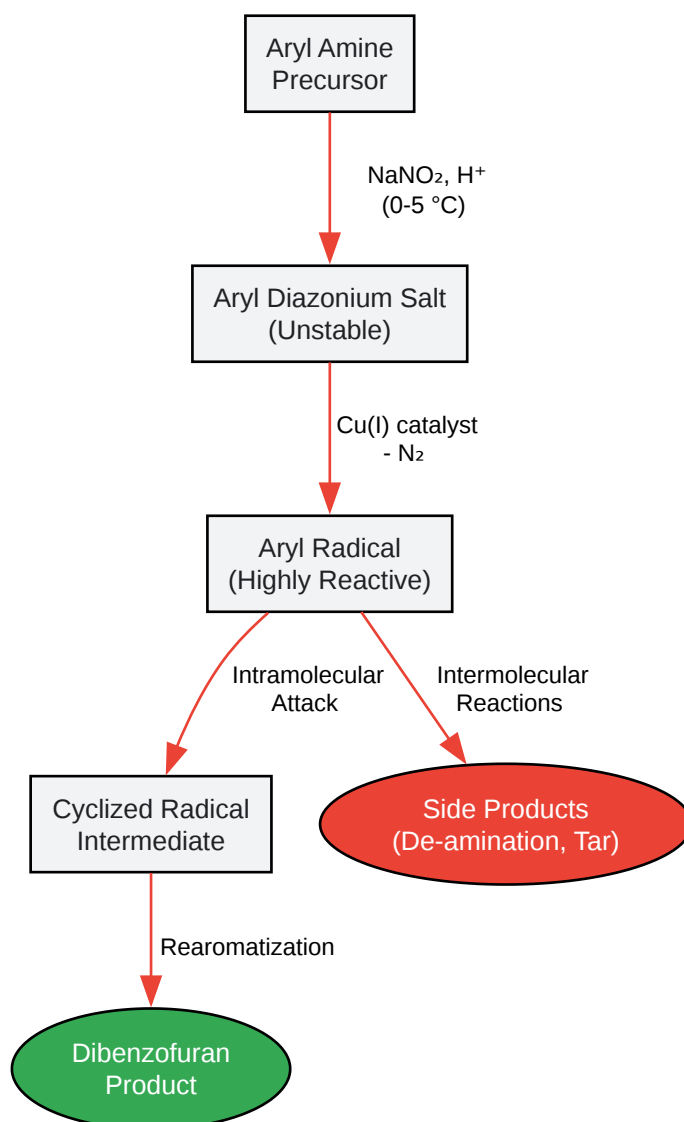 Aryl Amine
Precursor
NaNO₂, H⁺
(0-5 °C)
Aryl Diazonium Salt
(Unstable)
Cu(I) catalyst
- N₂
Aryl Radical
(Highly Reactive)
Intramolecular
Attack
Intermolecular
Reactions
Cyclized Radical
Intermediate
Side Products
(De-amination, Tar)
Rearomatization
Dibenzofuran
Product